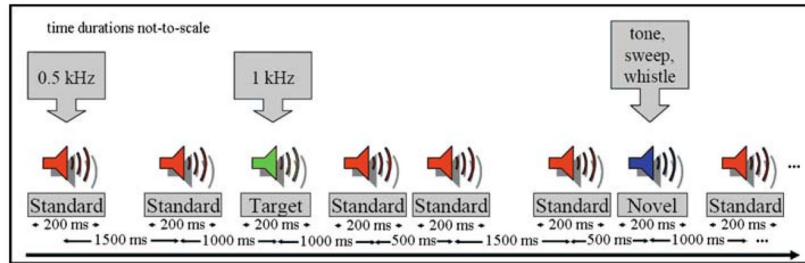 time durations not-to-scale
0.5 kHz
1 kHz
tone,
sweep,
whistle
...
Standard Standard Target Standard Standard Standard Novel Standard
200 ms 200 ms 200 ms 200 ms 200 ms 200 ms 200 ms 200 ms
1500 ms 1000 ms 1000 ms 500 ms 1500 ms 500 ms 1000 ms ...